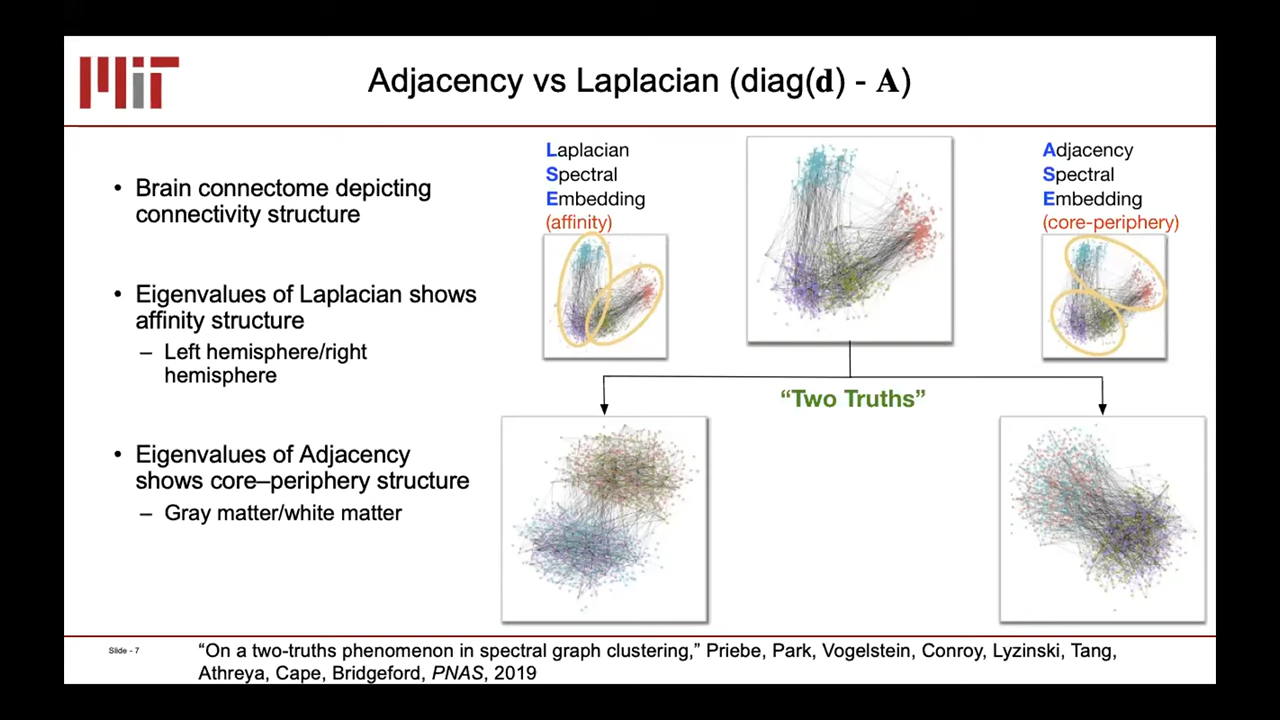 MIT
Adjacency vs Laplacian (diag(d) - A)
• Brain connectome depicting
connectivity structure
• Eigenvalues of Laplacian shows
affinity structure
– Left hemisphere/right
hemisphere
• Eigenvalues of Adjacency
shows core–periphery structure
– Gray matter/white matter
Laplacian
Spectral
Embedding
(affinity)
Adjacency
Spectral
Embedding
(core-periphery)
“Two Truths”
Slide - 7
“On a two-truths phenomenon in spectral graph clustering,” Priebe, Park, Vogelstein, Conroy, Lyzinski, Tang,
Athreya, Cape, Bridgeford, PNAS, 2019